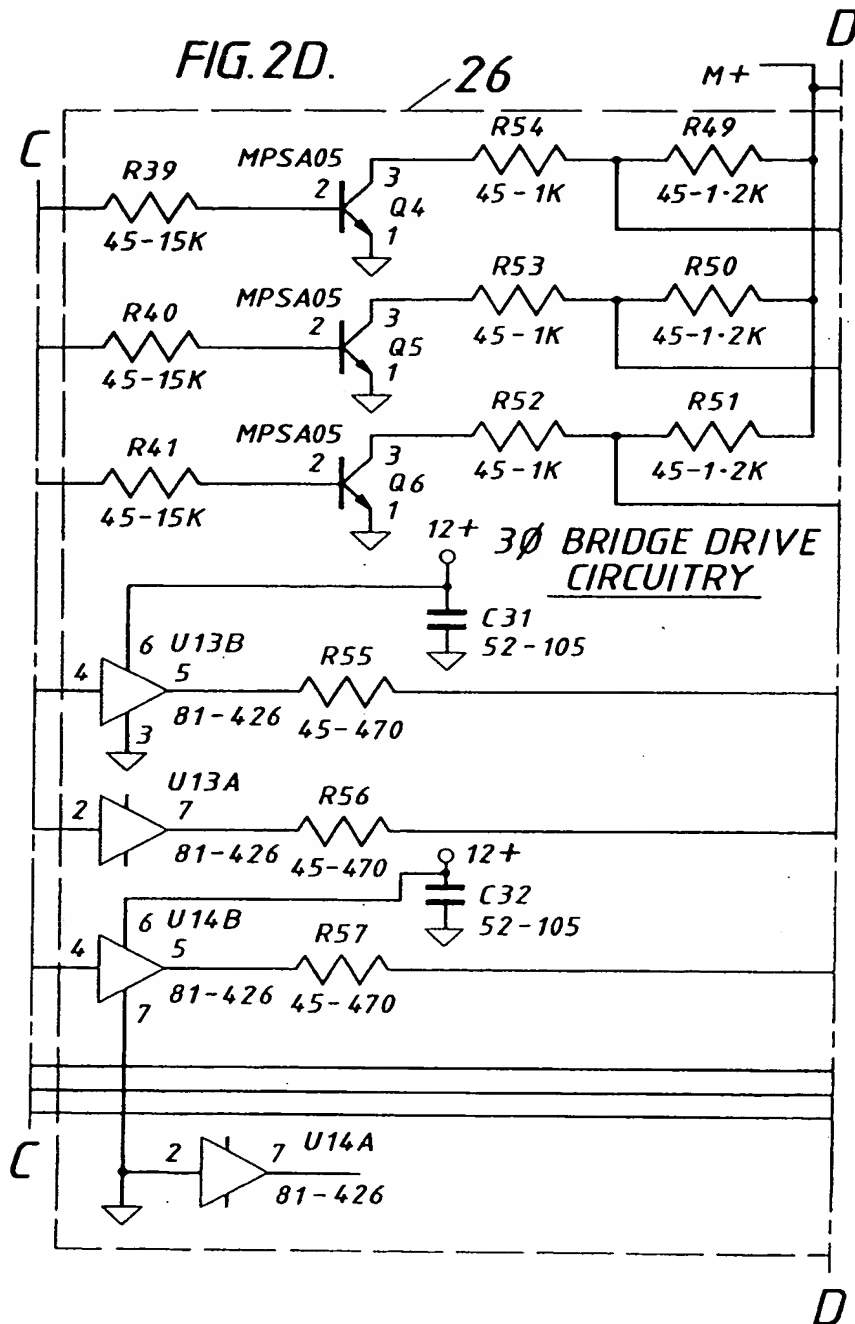 FIG. 2D.
26
D
M+
C
R39
45-15K
MPSA05
2
3
Q4
1
R54
45-1K
R49
45-1·2K
R40
45-15K
MPSA05
2
3
Q5
1
R53
45-1K
R50
45-1·2K
R41
45-15K
MPSA05
2
3
Q6
1
R52
45-1K
R51
45-1·2K
12+
3Ø BRIDGE DRIVE
CIRCUITRY
C31
52-105
6
U13B
4
5
81-426
3
R55
45-470
U13A
2
7
81-426
R56
45-470
12+
C32
52-105
6
U14B
4
5
81-426
7
R57
45-470
C
2
7
U14A
81-426
D